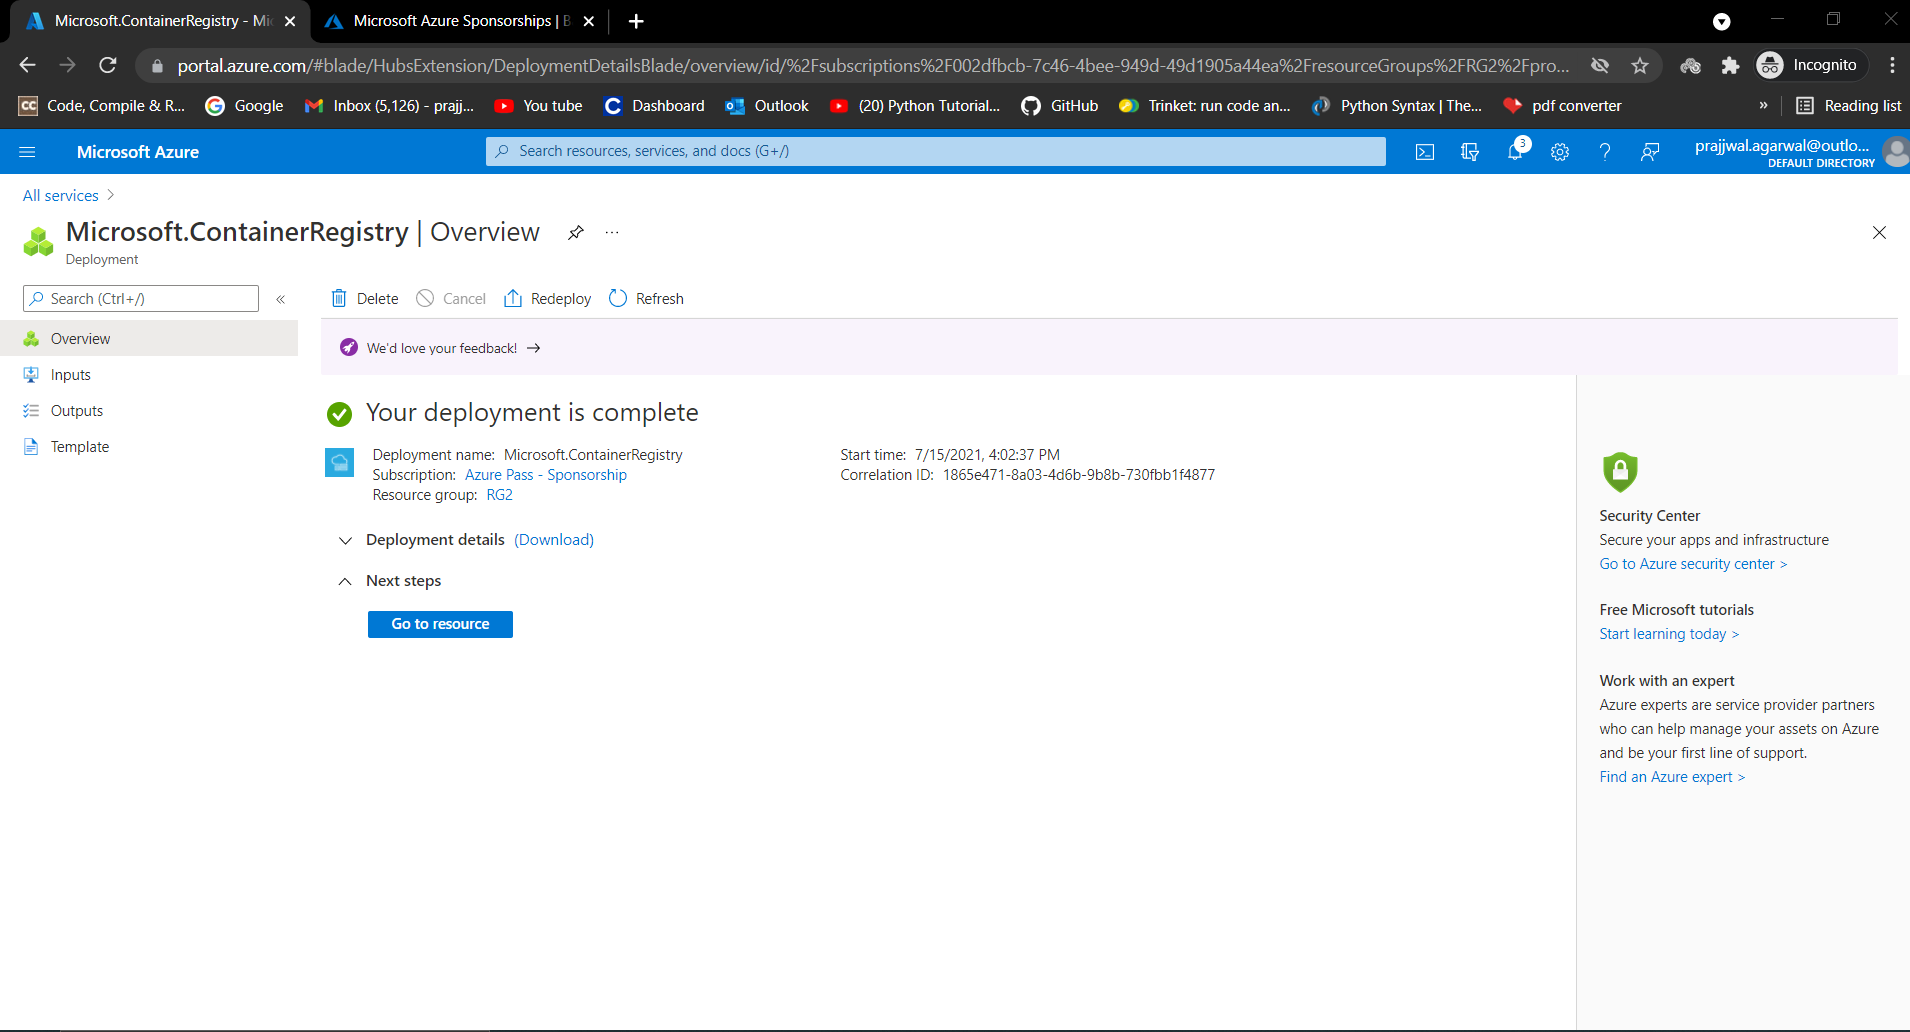 Microsoft.ContainerRegistry - Mic
Microsoft Azure Sponsorships | B
portal.azure.com/#blade/HubsExtension/DeploymentDetailsBlade/overview/id/%2Fsubscriptions%2F002dfbcb-7c46-4bee-949d-49d1905a44ea%2FresourceGroups%2FRG2%2Fpro...
Incognito
CC Code, Compile & R...
Google
Inbox (5,126) - prajj...
You tube
Dashboard
Outlook
(20) Python Tutorial...
GitHub
Trinket: run code an...
Python Syntax | The...
pdf converter
»
Reading list
Microsoft Azure
Search resources, services, and docs (G+/)
3
prajjwal.agarwal@outlo...
DEFAULT DIRECTORY
All services >
Microsoft.ContainerRegistry | Overview
...
Deployment
Search (Ctrl+/)
«
Delete
Cancel
Redeploy
Refresh
Overview
Inputs
Outputs
Template
We'd love your feedback! →
Your deployment is complete
Deployment name: Microsoft.ContainerRegistry
Subscription: Azure Pass - Sponsorship
Resource group: RG2
Start time: 7/15/2021, 4:02:37 PM
Correlation ID: 1865e471-8a03-4d6b-9b8b-730fbb1f4877
Deployment details (Download)
Next steps
Go to resource
Security Center
Secure your apps and infrastructure
Go to Azure security center >
Free Microsoft tutorials
Start learning today >
Work with an expert
Azure experts are service provider partners
who can help manage your assets on Azure
and be your first line of support.
Find an Azure expert >